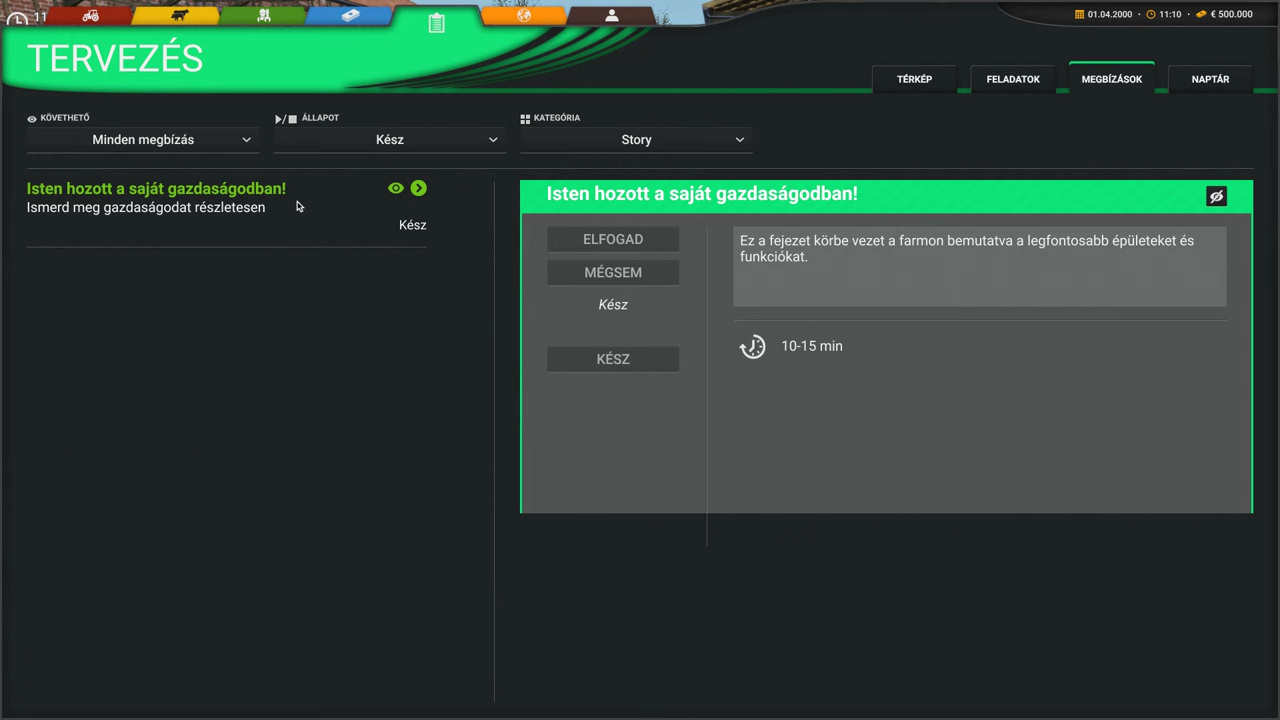 11
01.04.2000 • 11:10 • € 500.000
TERVEZÉS
TÉRKÉP
FELADATOK
MEGBÍZÁSOK
NAPTÁR
KÖVETHETŐ
ÁLLAPOT
KATEGÓRIA
Minden megbízás
Kész
Story
Isten hozott a saját gazdaságodban!
Ismerd meg gazdaságodat részletesen
Kész
Isten hozott a saját gazdaságodban!
ELFOGAD
MÉGSEM
Kész
KÉSZ
Ez a fejezet körbe vezet a farmon bemutatva a legfontosabb épületeket és
funkciókat.
10-15 min